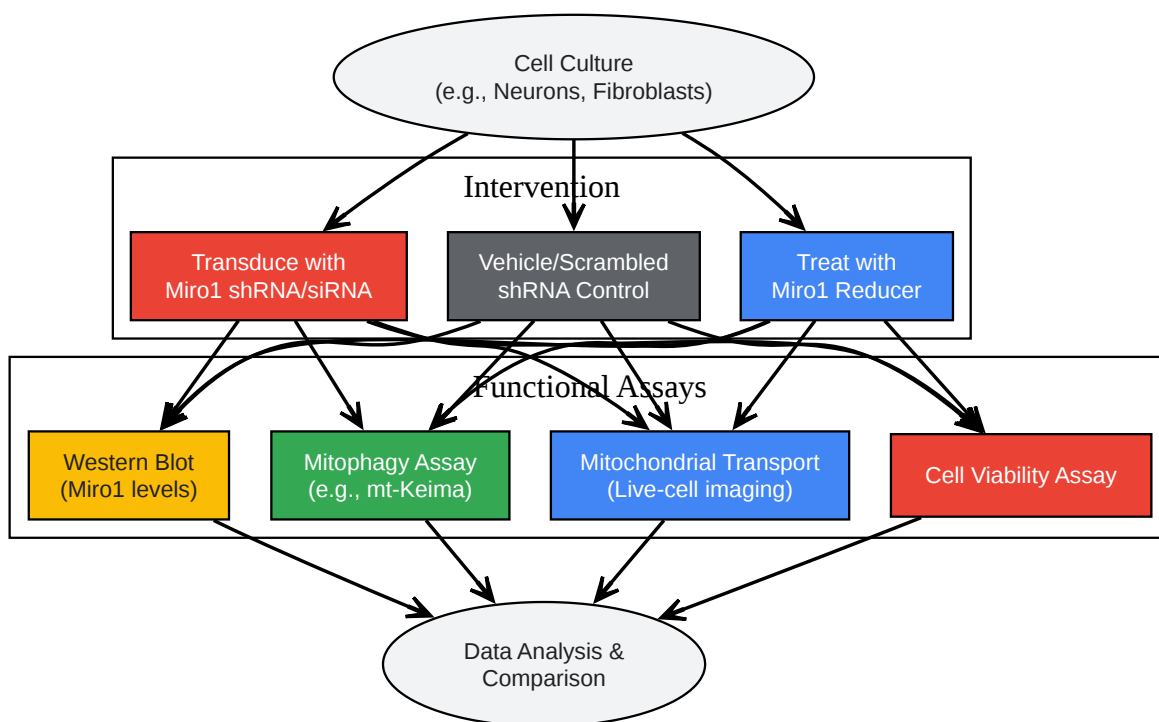 Cell Culture
(e.g., Neurons, Fibroblasts)
Intervention
Transduce with
Miro1 shRNA/siRNA
Vehicle/Scrambled
shRNA Control
Treat with
Miro1 Reducer
Functional Assays
Western Blot
(Miro1 levels)
Mitophagy Assay
(e.g., mt-Keima)
Mitochondrial Transport
(Live-cell imaging)
Cell Viability Assay
Data Analysis &
Comparison